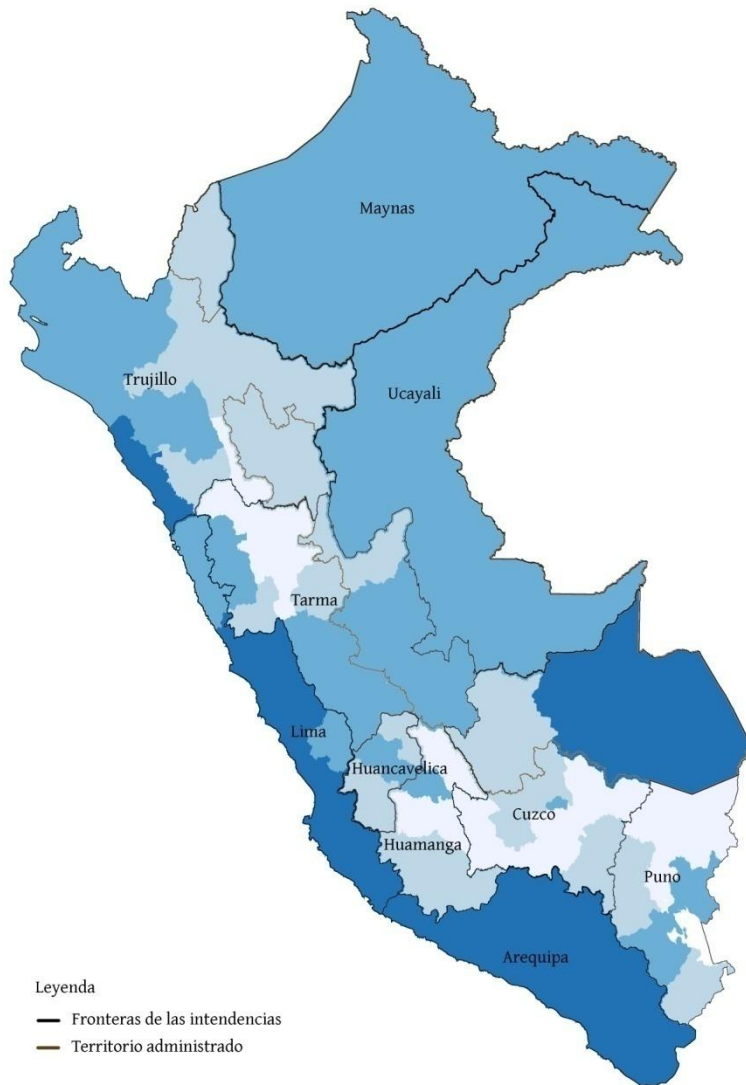 Maynas
Trujillo
Ucayali
Tarma
Lima
Huancavelica
Cuzco
Huamanga
Puno
Arequipa
Leyenda
Fronteras de las intendencias
Territorio administrado